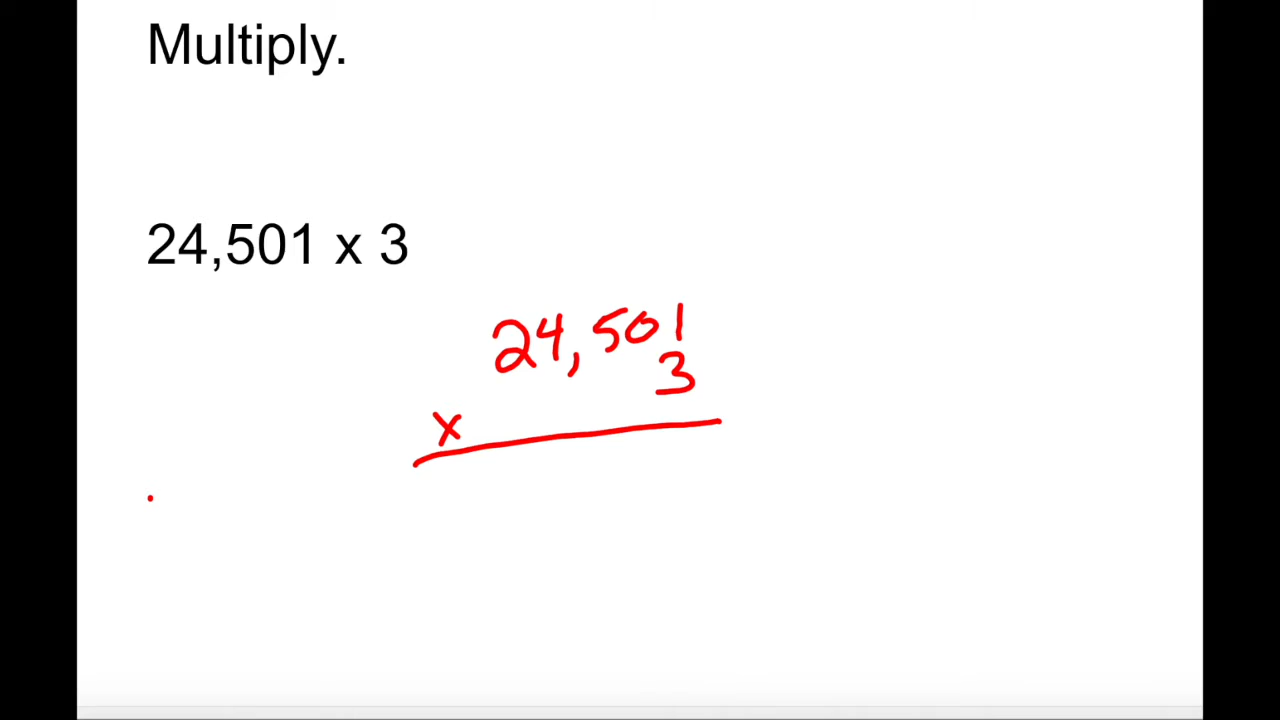 Multiply.
24,501 x 3
24,501
3
x